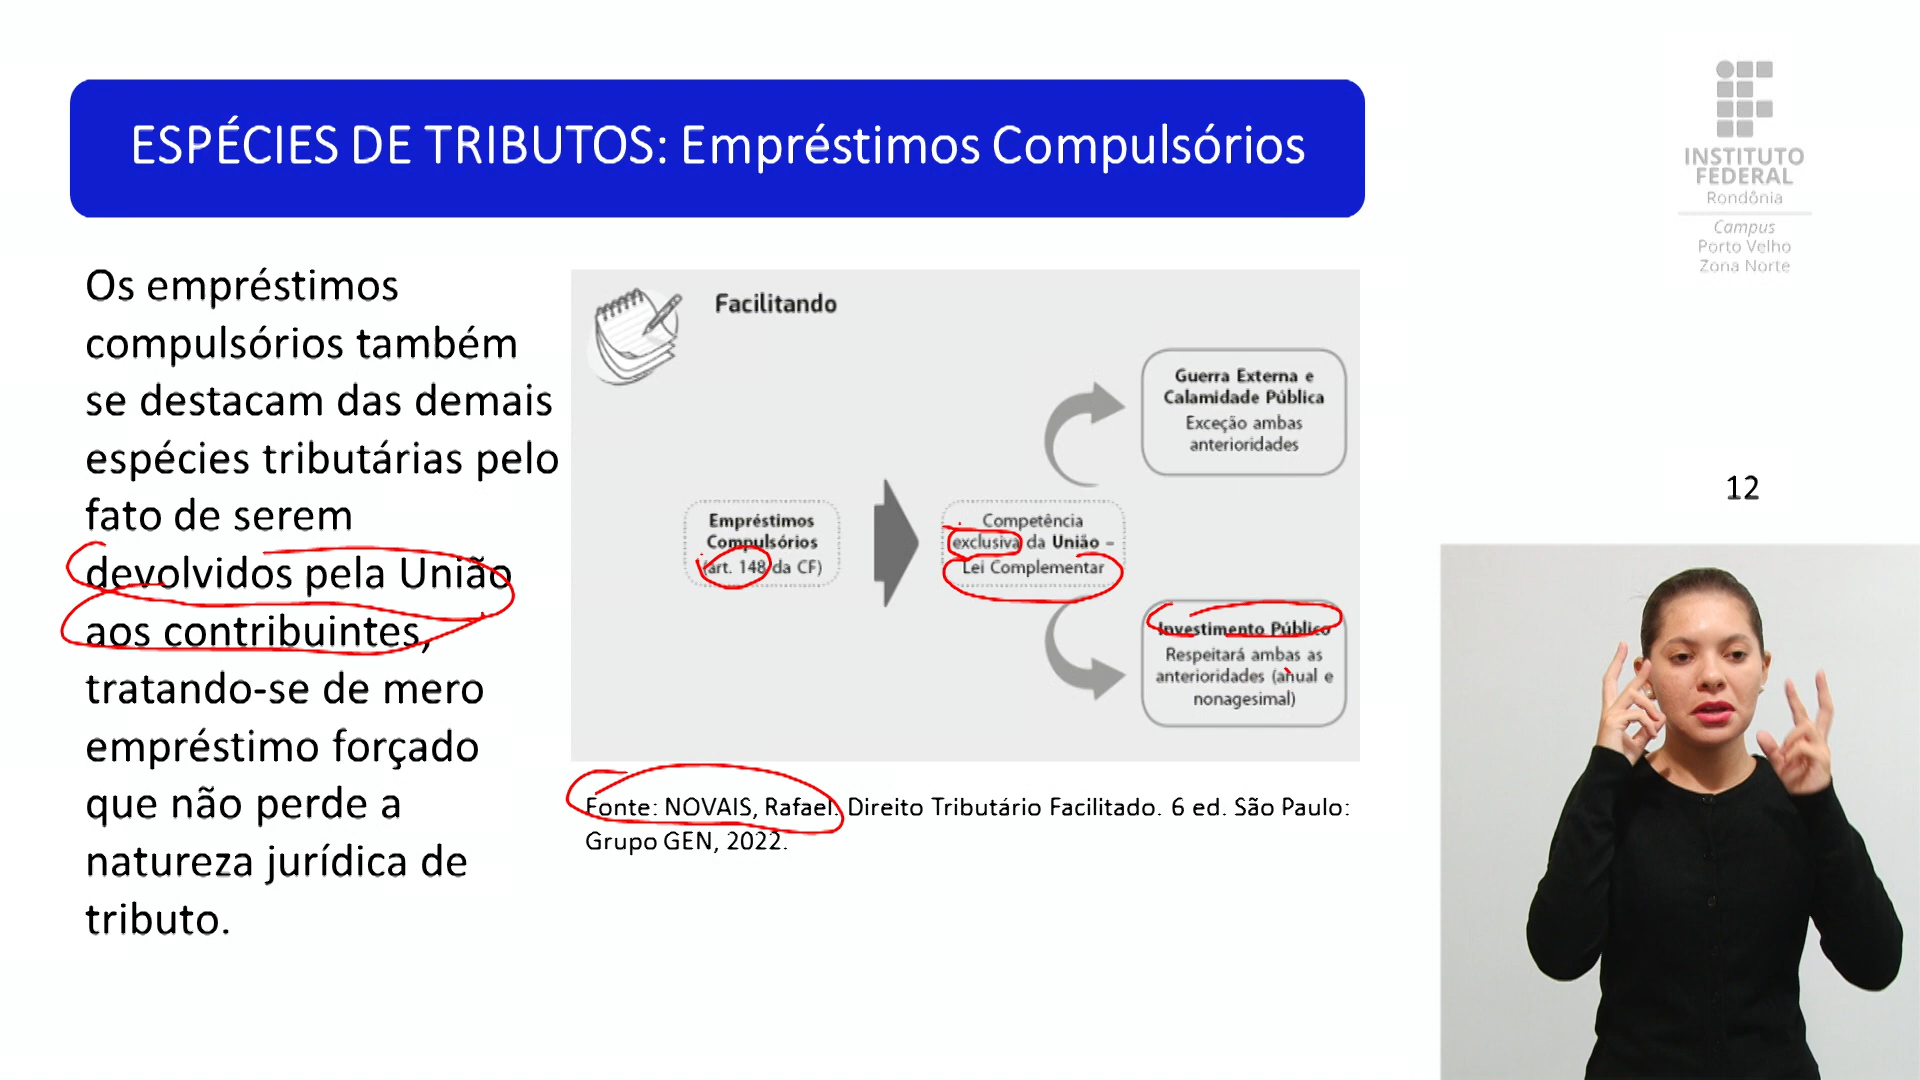 ESPÉCIES DE TRIBUTOS: Empréstimos Compulsórios
INSTITUTO
FEDERAL
Rondônia
Campus
Porto Velho
Zona Norte
Os empréstimos
compulsórios também
se destacam das demais
espécies tributárias pelo
fato de serem
devolvidos pela União
aos contribuintes,
tratando-se de mero
empréstimo forçado
que não perde a
natureza jurídica de
tributo.
Facilitando
Empréstimos
Compulsórios
(art. 148 da CF)
Competência
exclusiva da União –
Lei Complementar
Guerra Externa e
Calamidade Pública
Exceção ambas
anterioridades
Investimento Público
Respeitará ambas as
anterioridades (anual e
nonagesimal)
Fonte: NOVAIS, Rafael. Direito Tributário Facilitado. 6 ed. São Paulo:
Grupo GEN, 2022.
12